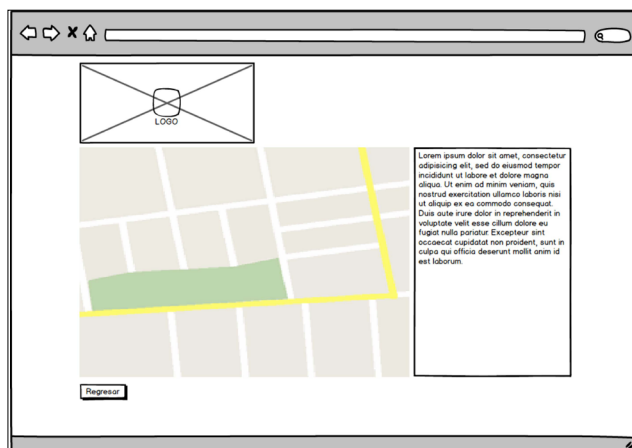 LOGO
Lorem ipsum dolor sit amet, consectetur
adipisicing elit, sed do eiusmod tempor
incididunt ut labore et dolore magna
aliqua. Ut enim ad minim veniam, quis
nostrud exercitation ullamco laboris nisi
ut aliquip ex ea commodo consequat.
Duis aute irure dolor in reprehenderit in
voluptate velit esse cillum dolore eu
fugiat nulla pariatur. Excepteur sint
occaecat cupidatat non proident, sunt in
culpa qui officia deserunt mollit anim id
est laborum.
Regresar